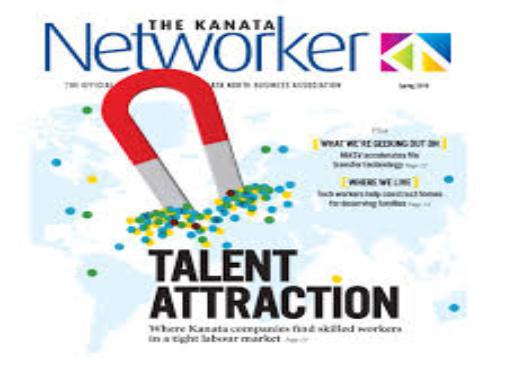 THE KANATA
Networker
THE OFFICIAL ATA NORTH BUSINESS ASSOCIATION
Spring 2019
Plus
[WHAT WE'RE GEEKING OUT ON]
MASV accelerates file
transfer technology
[WHERE WE LIVE]
Tech workers help construct homes
for deserving families
TALENT
ATTRACTION
Where Kanata companies find skilled workers
in a tight labour market